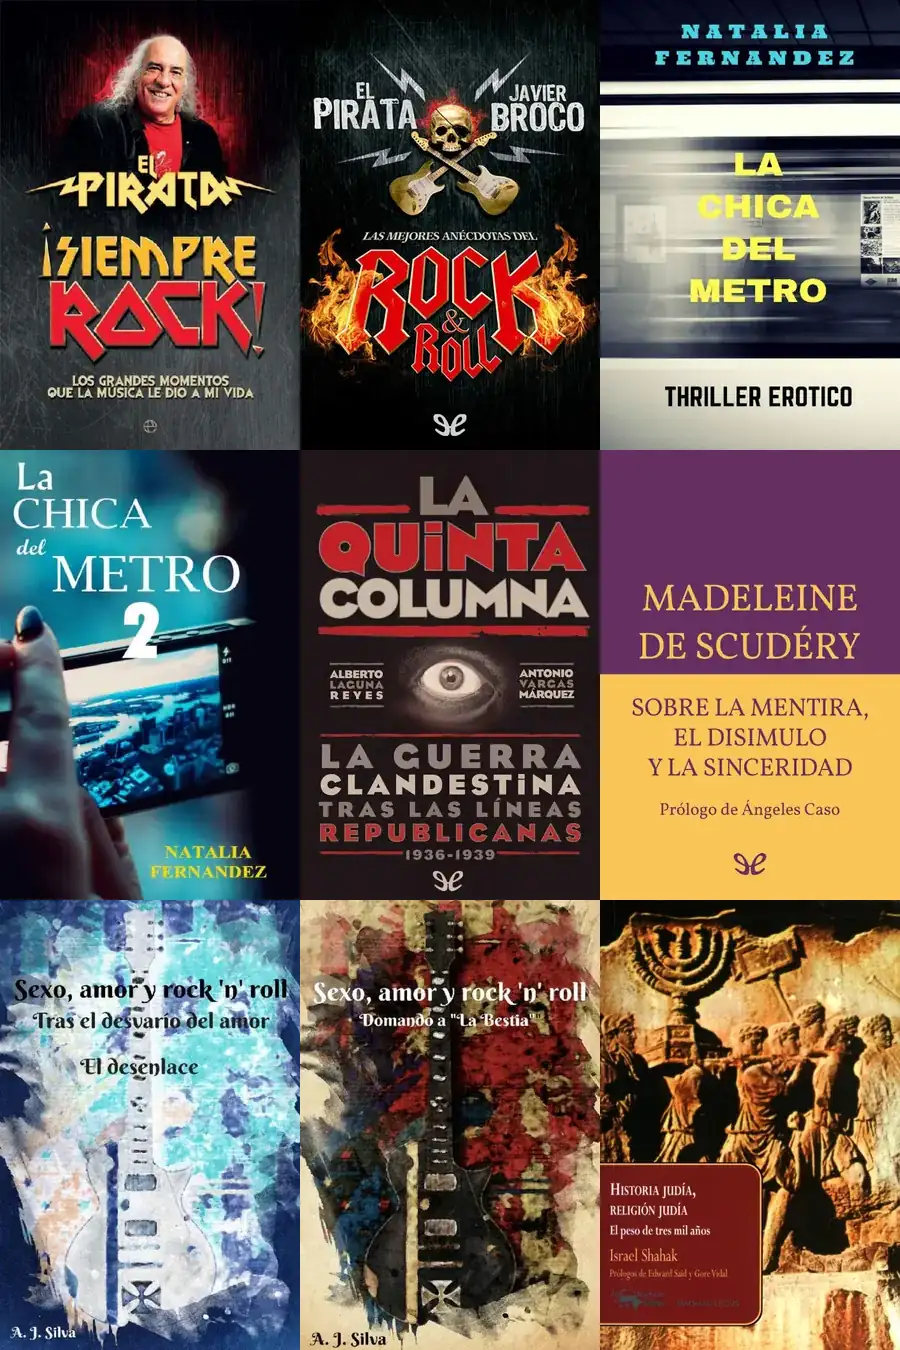 EL
PIRATA
¡SIEMPRE
ROCK!
LOS GRANDES MOMENTOS
QUE LA MÚSICA LE DIO A MI VIDA
EL
PIRATA
JAVIER
BROCO
LAS MEJORES ANÉCDOTAS DEL
ROCK
&
ROLL
NATALIA
FERNANDEZ
LA
CHICA
DEL
METRO
THRILLER EROTICO
La
CHICA
del
METRO
2
NATALIA
FERNANDEZ
LA
QUiNTA
COLUMNA
ALBERTO
LAGUNA
REYES
ANTONIO
VARGAS
MÁRQUEZ
LA GUERRA
CLANDESTiNA
TRAS LAS LÍNEAS
REPUBLICANAS
1936-1939
MADELEINE
DE SCUDÉRY
SOBRE LA MENTIRA,
EL DISIMULO
Y LA SINCERIDAD
Prólogo de Ángeles Caso
Sexo, amor y rock 'n' roll
Tras el desvarío del amor
El desenlace
A. J. Silva
Sexo, amor y rock 'n' roll
Domando a "La Bestia"
A. J. Silva
HISTORIA JUDÍA,
RELIGIÓN JUDÍA
El peso de tres mil años
Israel Shahak
Prólogos de Edward Said y Gore Vidal